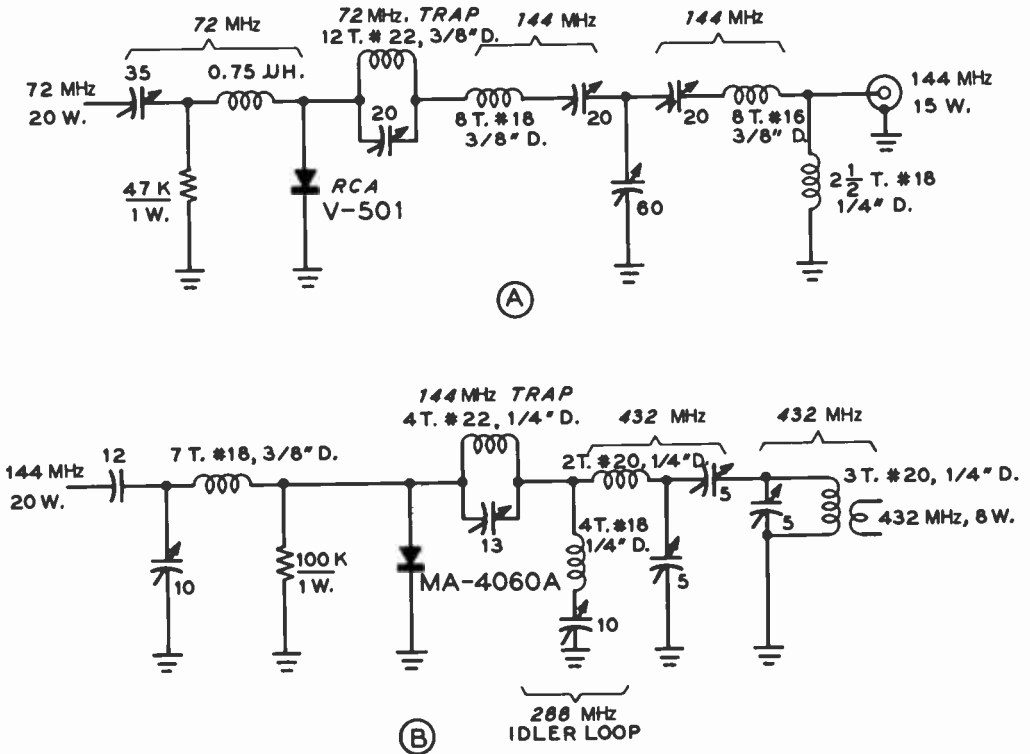 72 MHz
72 MHz. TRAP
12 T. #22, 3/8" D.
144 MHz
144 MHz
72 MHz
20 W.
35
0.75 µH.
20
8 T. #18
3/8" D.
20
20
8 T. #16
3/8" D.
144 MHz
15 W.
47 K
1 W.
RCA
V-501
60
2 1/2 T. #18
1/4" D.
A
144 MHz TRAP
4 T. #22, 1/4" D.
432 MHz
432 MHz
144 MHz
20 W.
12
7 T. #18, 3/8" D.
2 T. #20, 1/4" D.
3 T. #20, 1/4" D.
13
5
5
432 MHz, 8 W.
4 T. #18
1/4" D.
10
100 K
1 W.
MA-4060A
5
10
288 MHz
IDLER LOOP
B